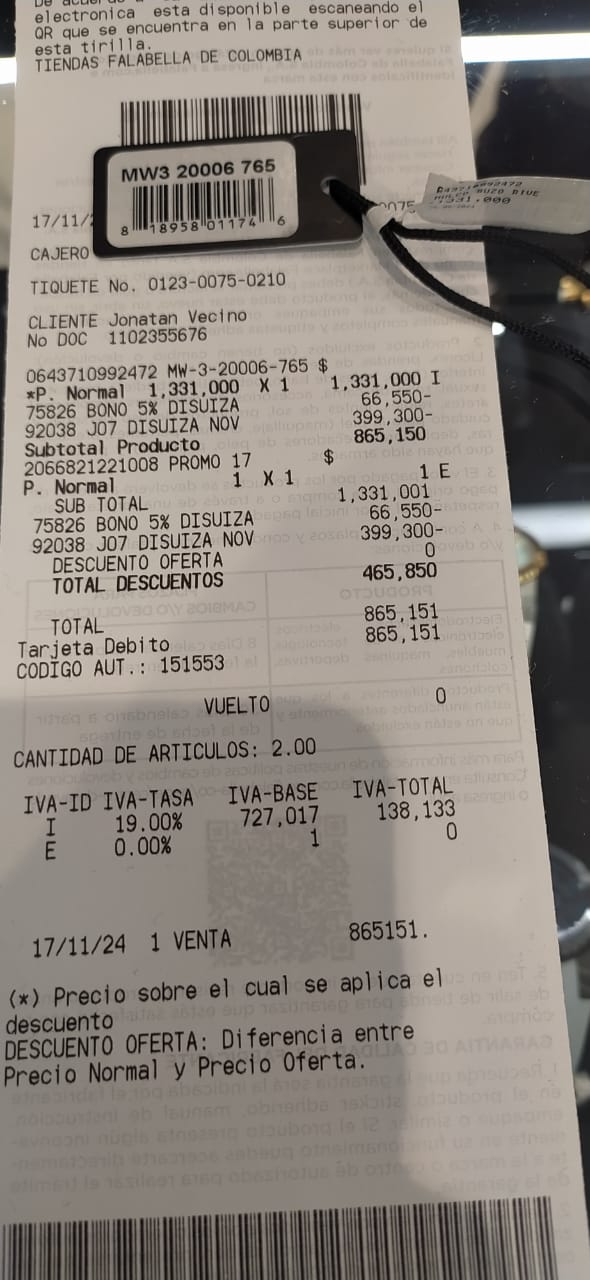 electronica esta disponible escaneando el
QR que se encuentra en la parte superior de
esta tirilla.
TIENDAS FALABELLA DE COLOMBIA
MW3 20006 765
8 18958 01174 6
17/11/
0075
1,331.000
CAJERO
TIQUETE No. 0123-0075-0210
CLIENTE Jonatan Vecino
No DOC 1102355676
0643710992472 MW-3-20006-765 $
*P. Normal 1,331,000 X 1 1,331,000 I
75826 BONO 5% DISUIZA 66,550-
92038 J07 DISUIZA NOV 399,300-
Subtotal Producto 865,150
2066821221008 PROMO 17 $
P. Normal 1 X 1 1 E
SUB TOTAL 1,331,001
75826 BONO 5% DISUIZA 66,550-
92038 J07 DISUIZA NOV 399,300-
DESCUENTO OFERTA 0
TOTAL DESCUENTOS 465,850
TOTAL 865,151
Tarjeta Debito 865,151
CODIGO AUT.: 151553
VUELTO 0
CANTIDAD DE ARTICULOS: 2.00
IVA-ID IVA-TASA IVA-BASE IVA-TOTAL
I 19.00% 727,017 138,133
E 0.00% 1 0
17/11/24 1 VENTA 865151.
(*) Precio sobre el cual se aplica el
descuento
DESCUENTO OFERTA: Diferencia entre
Precio Normal y Precio Oferta.